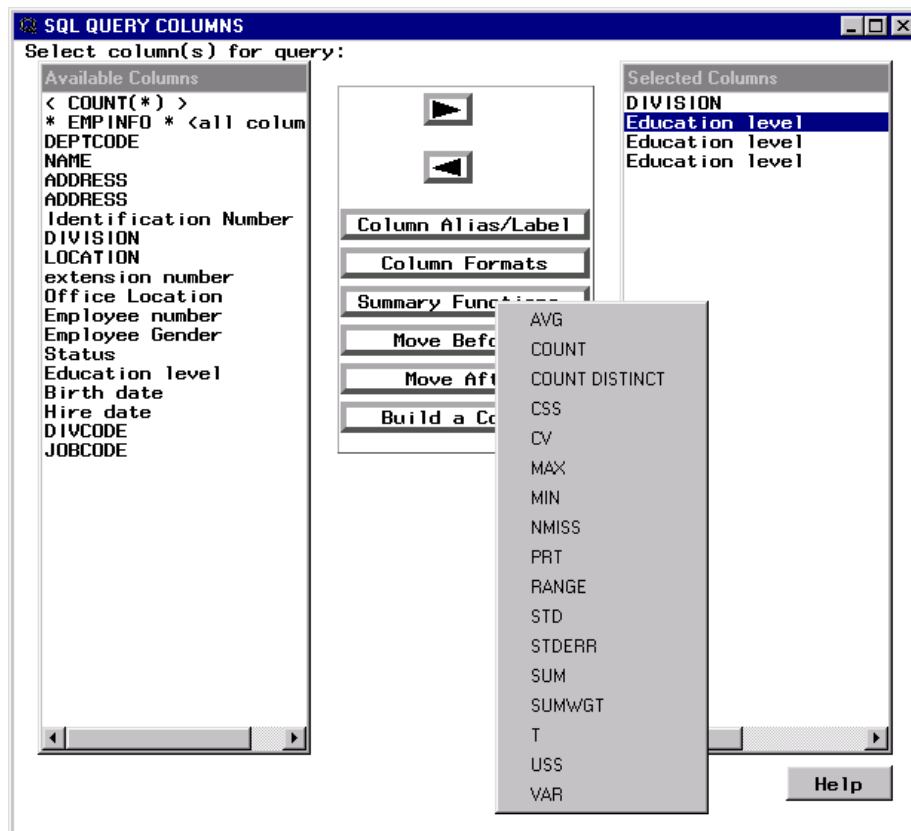 SQL QUERY COLUMNS
Select column(s) for query:
Available Columns
< COUNT(*) >
* EMPINFO * <all colum
DEPTCODE
NAME
ADDRESS
ADDRESS
Identification Number
DIVISION
LOCATION
extension number
Office Location
Employee number
Employee Gender
Status
Education level
Birth date
Hire date
DIVCODE
JOBCODE
Column Alias/Label
Column Formats
Summary Functions
Move Befo
Move Aft
Build a Co
AVG
COUNT
COUNT DISTINCT
CSS
CV
MAX
MIN
NMISS
PRT
RANGE
STD
STDERR
SUM
SUMWGT
T
USS
VAR
Selected Columns
DIVISION
Education level
Education level
Education level
Help